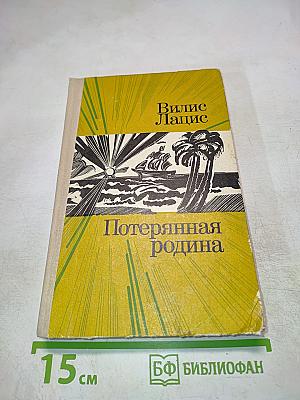 Вилис
Лацис
Потерянная
родина
15 см
БФ БИБЛИОФАН